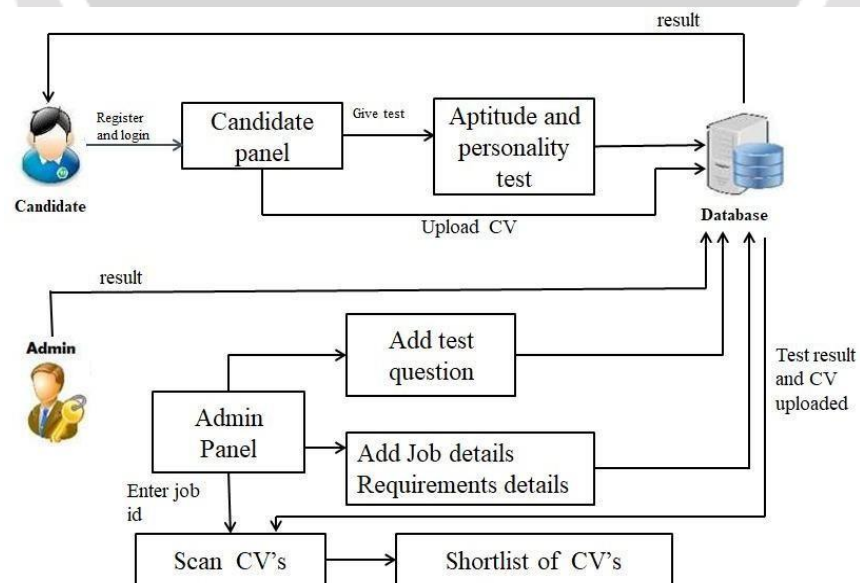 result
Register
and login
Candidate
panel
Give test
Aptitude and
personality
test
Candidate
Upload CV
Database
result
Admin
Add test
question
Test result
and CV
uploaded
Admin
Panel
Add Job details
Requirements details
Enter job
id
Scan CV's
Shortlist of CV's